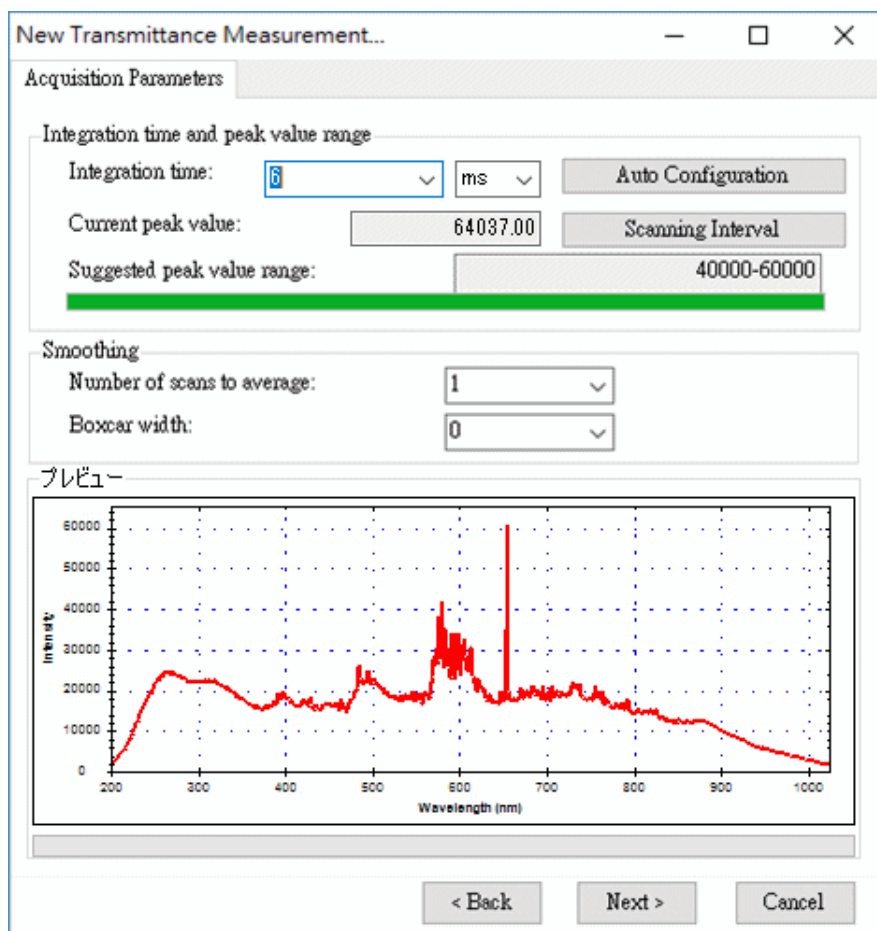 New Transmittance Measurement...
Acquisition Parameters
Integration time and peak value range
Integration time: 6 ms Auto Configuration
Current peak value: 64037.00 Scanning Interval
Suggested peak value range: 40000-60000
Smoothing
Number of scans to average: 1
Boxcar width: 0
プレビュー
60000
50000
40000
30000
20000
10000
0
Intensity
200 300 400 500 600 700 800 900 1000
Wavelength (nm)
< Back Next > Cancel